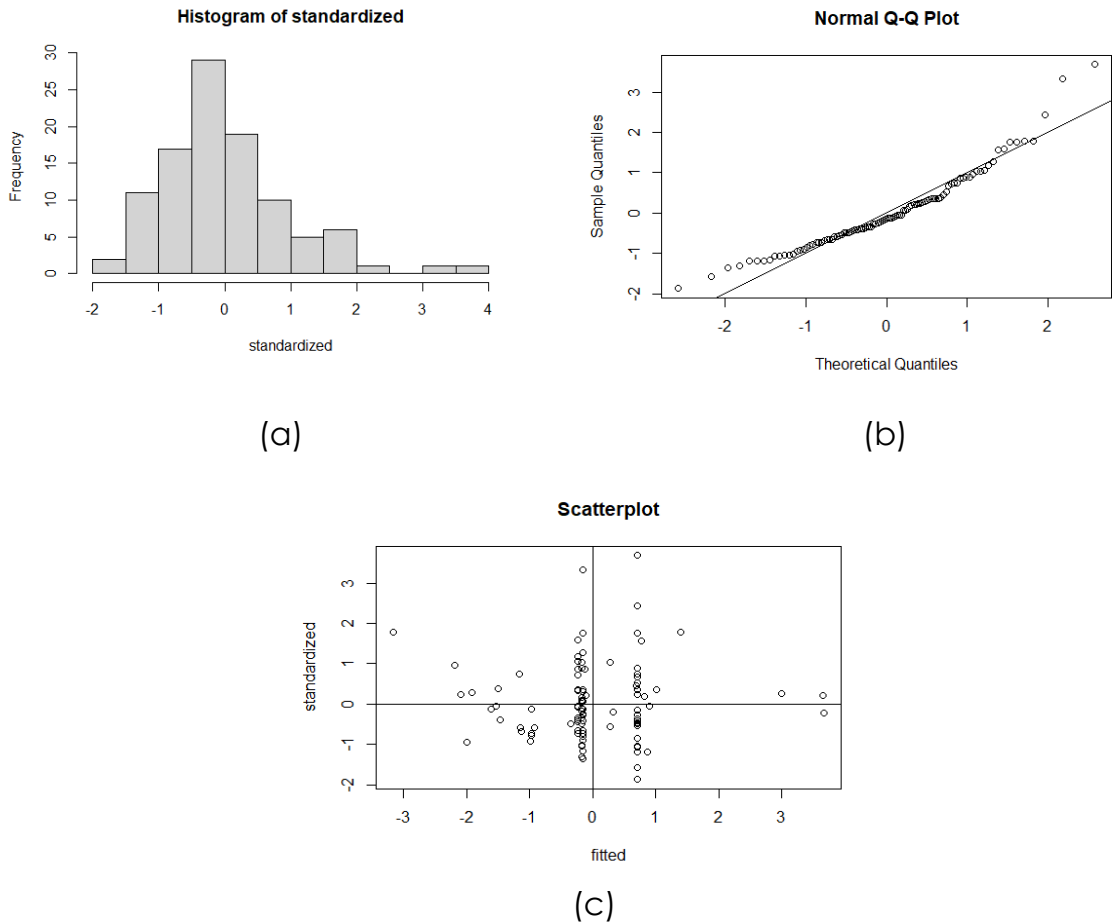 Histogram of standardized
Frequency
0 5 10 15 20 25 30
-2 -1 0 1 2 3 4
standardized
(a)
Normal Q-Q Plot
Sample Quantiles
-2 -1 0 1 2 3
-2 -1 0 1 2
Theoretical Quantiles
(b)
Scatterplot
standardized
-2 -1 0 1 2 3
-3 -2 -1 0 1 2 3
fitted
(c)